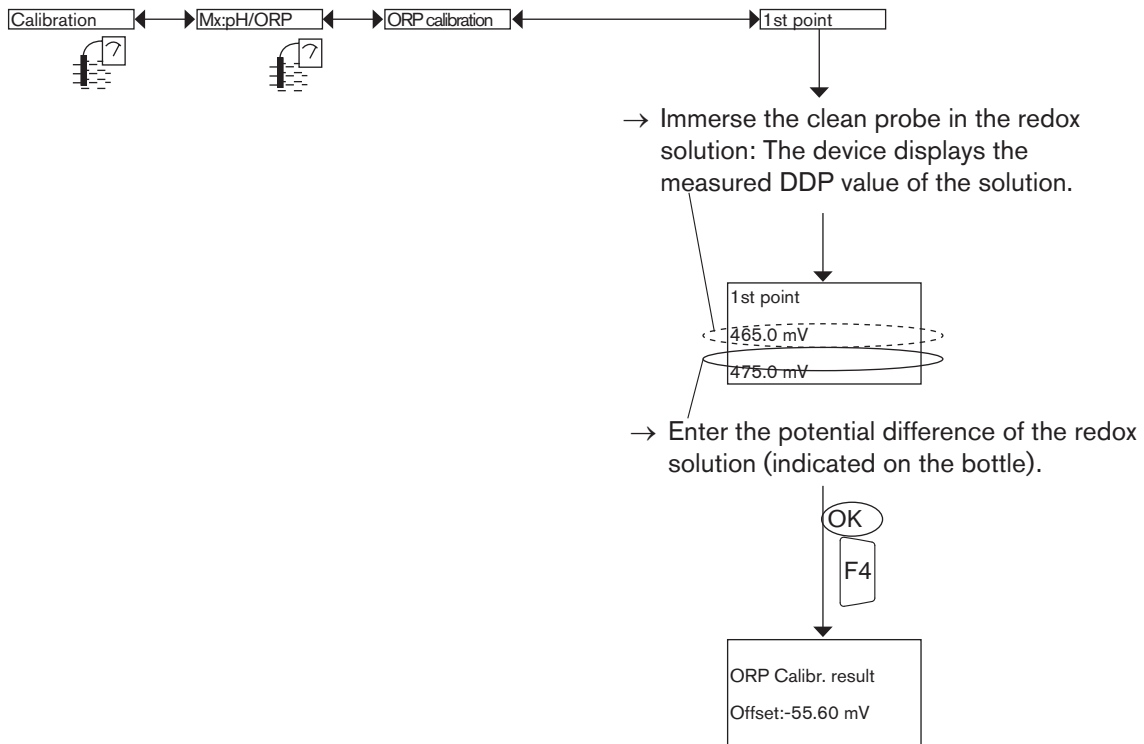 Calibration
Mx:pH/ORP
ORP calibration
1st point
→ Immerse the clean probe in the redox
solution: The device displays the
measured DDP value of the solution.
1st point
465.0 mV
475.0 mV
→ Enter the potential difference of the redox
solution (indicated on the bottle).
OK
F4
ORP Calibr. result
Offset:-55.60 mV